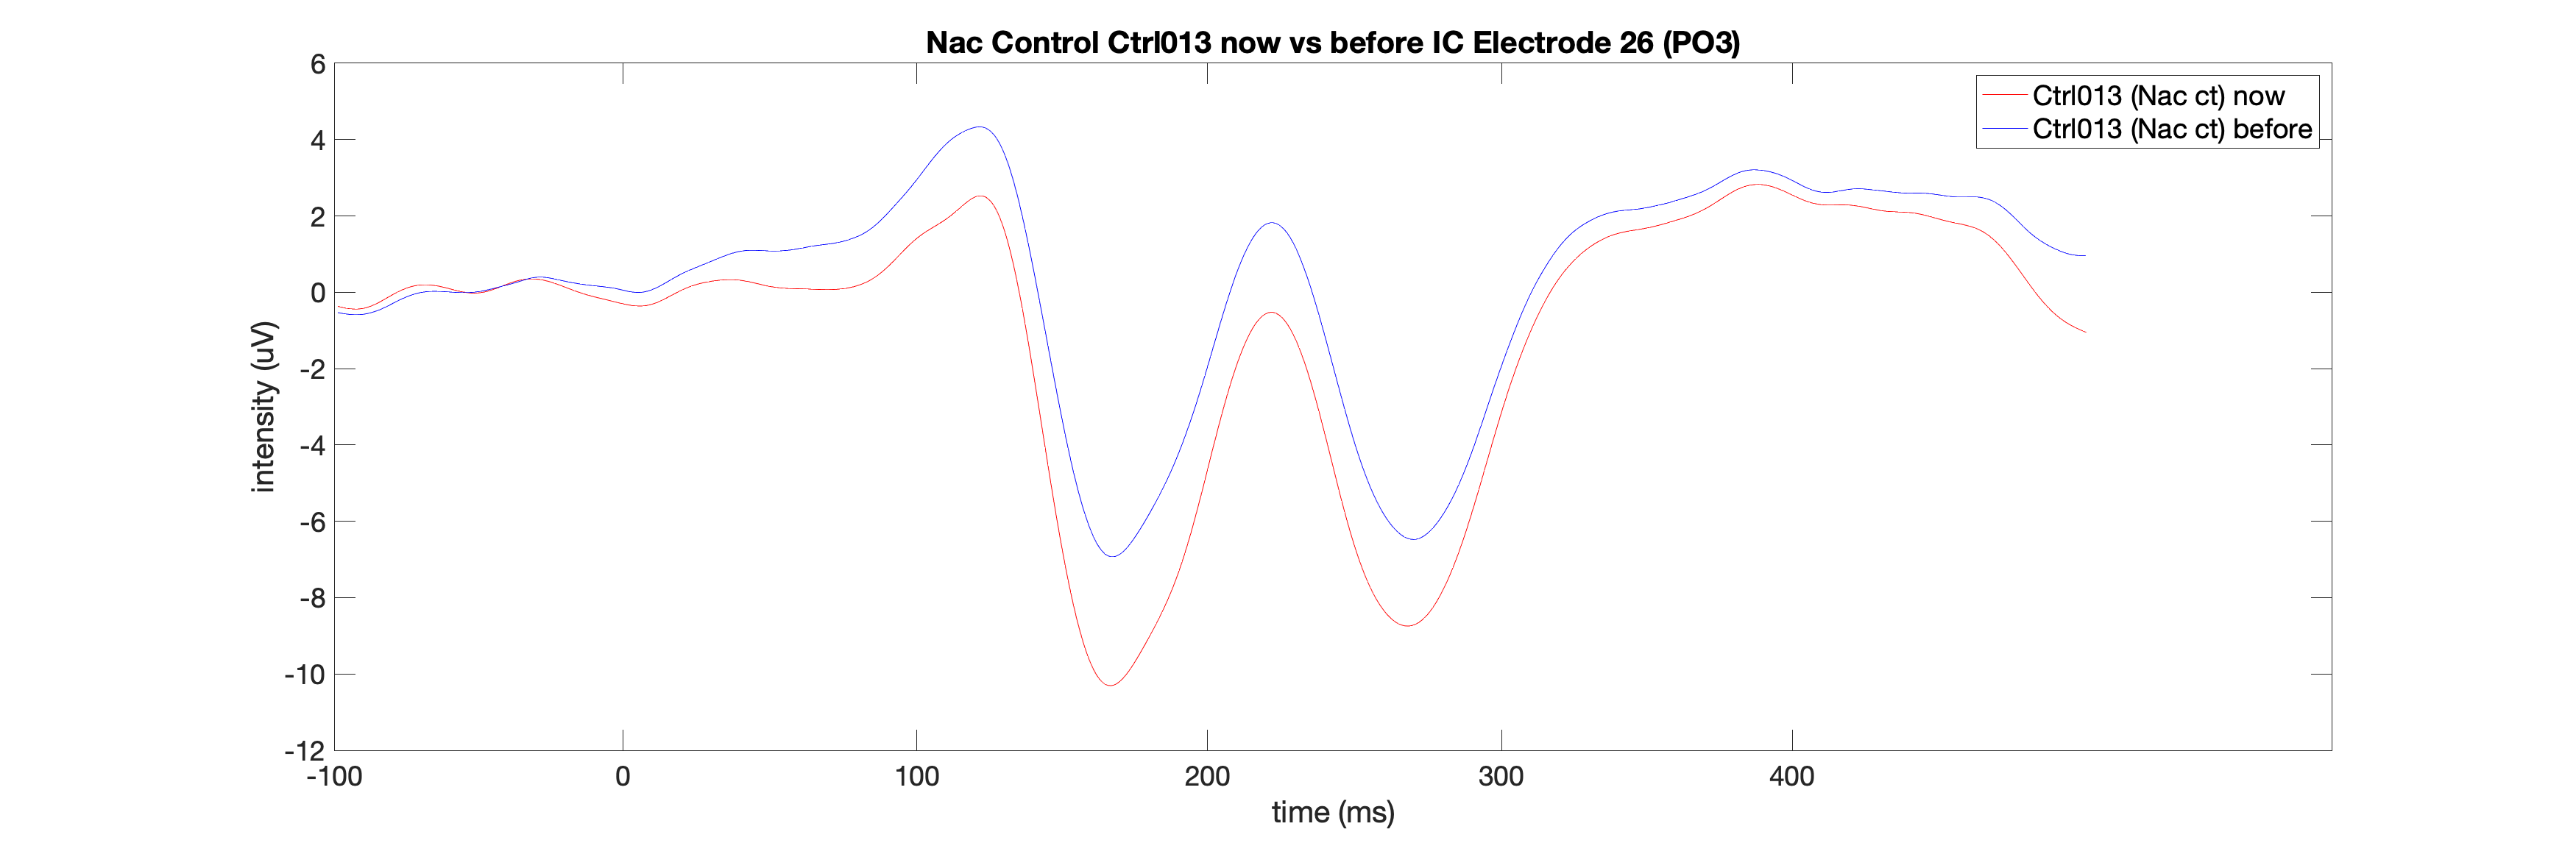 Nac Control Ctrl013 now vs before IC Electrode 26 (PO3)
6
4
2
0
-2
-4
-6
-8
-10
-12
intensity (uV)
Ctrl013 (Nac ct) now
Ctrl013 (Nac ct) before
-100 0 100 200 300 400
time (ms)